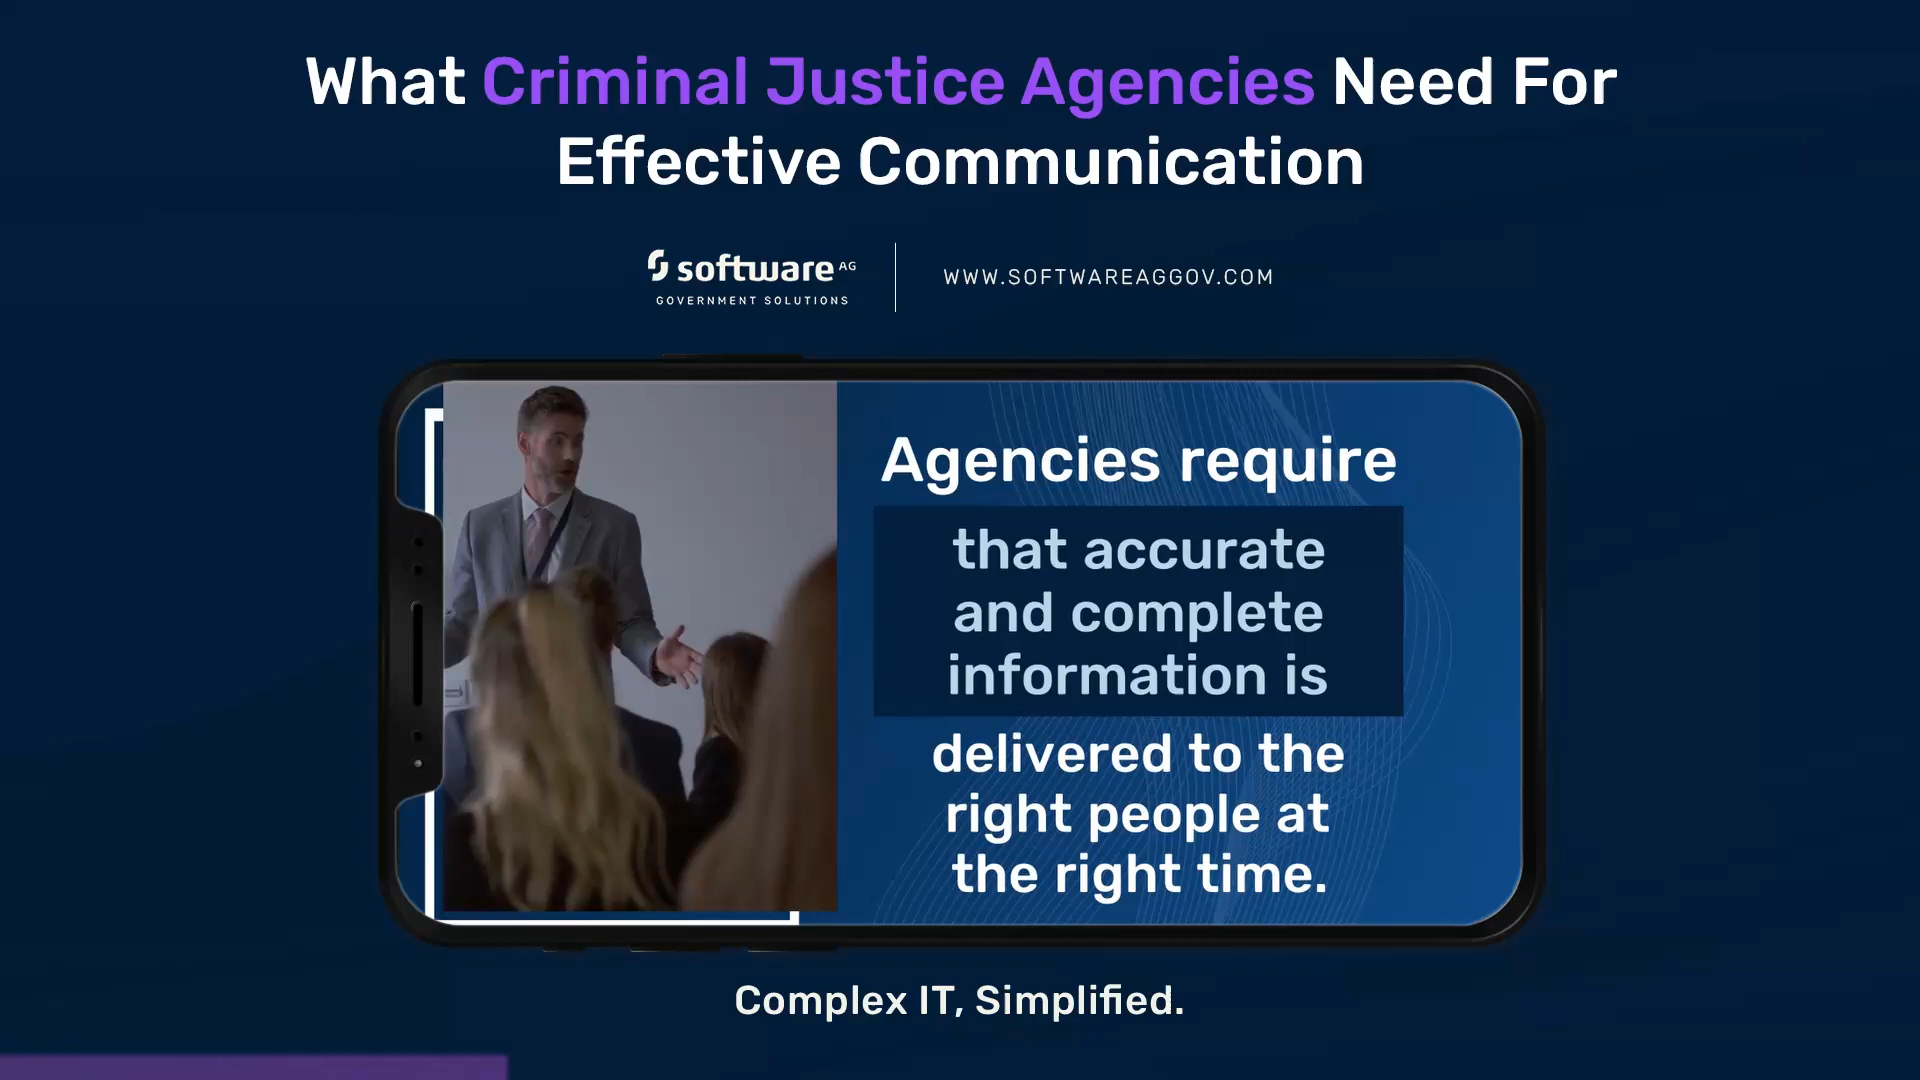 What Criminal Justice Agencies Need For
Effective Communication
software AG
GOVERNMENT SOLUTIONS
WWW.SOFTWAREAGGOV.COM
Agencies require
that accurate
and complete
information is
delivered to the
right people at
the right time.
Complex IT, Simplified.